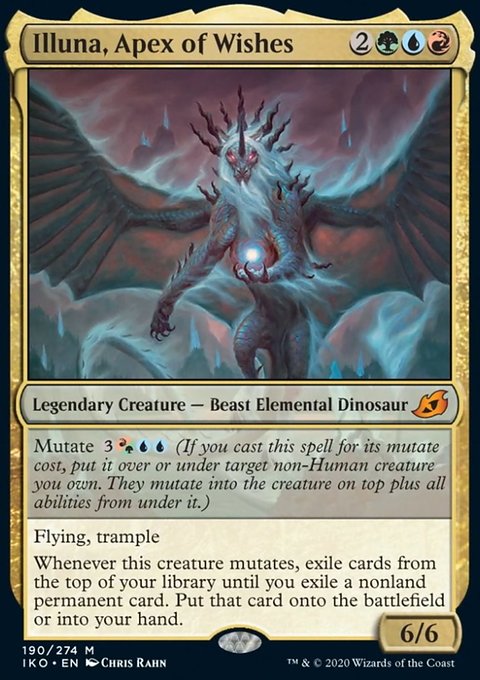 Illuna, Apex of Wishes 2
Legendary Creature — Beast Elemental Dinosaur
Mutate 3 (If you cast this spell for its mutate
cost, put it over or under target non-Human creature
you own. They mutate into the creature on top plus all
abilities from under it.)
Flying, trample
Whenever this creature mutates, exile cards from
the top of your library until you exile a nonland
permanent card. Put that card onto the battlefield
or into your hand.
6/6
190/274 M
IKO • EN Chris Rahn
™ & © 2020 Wizards of the Coast